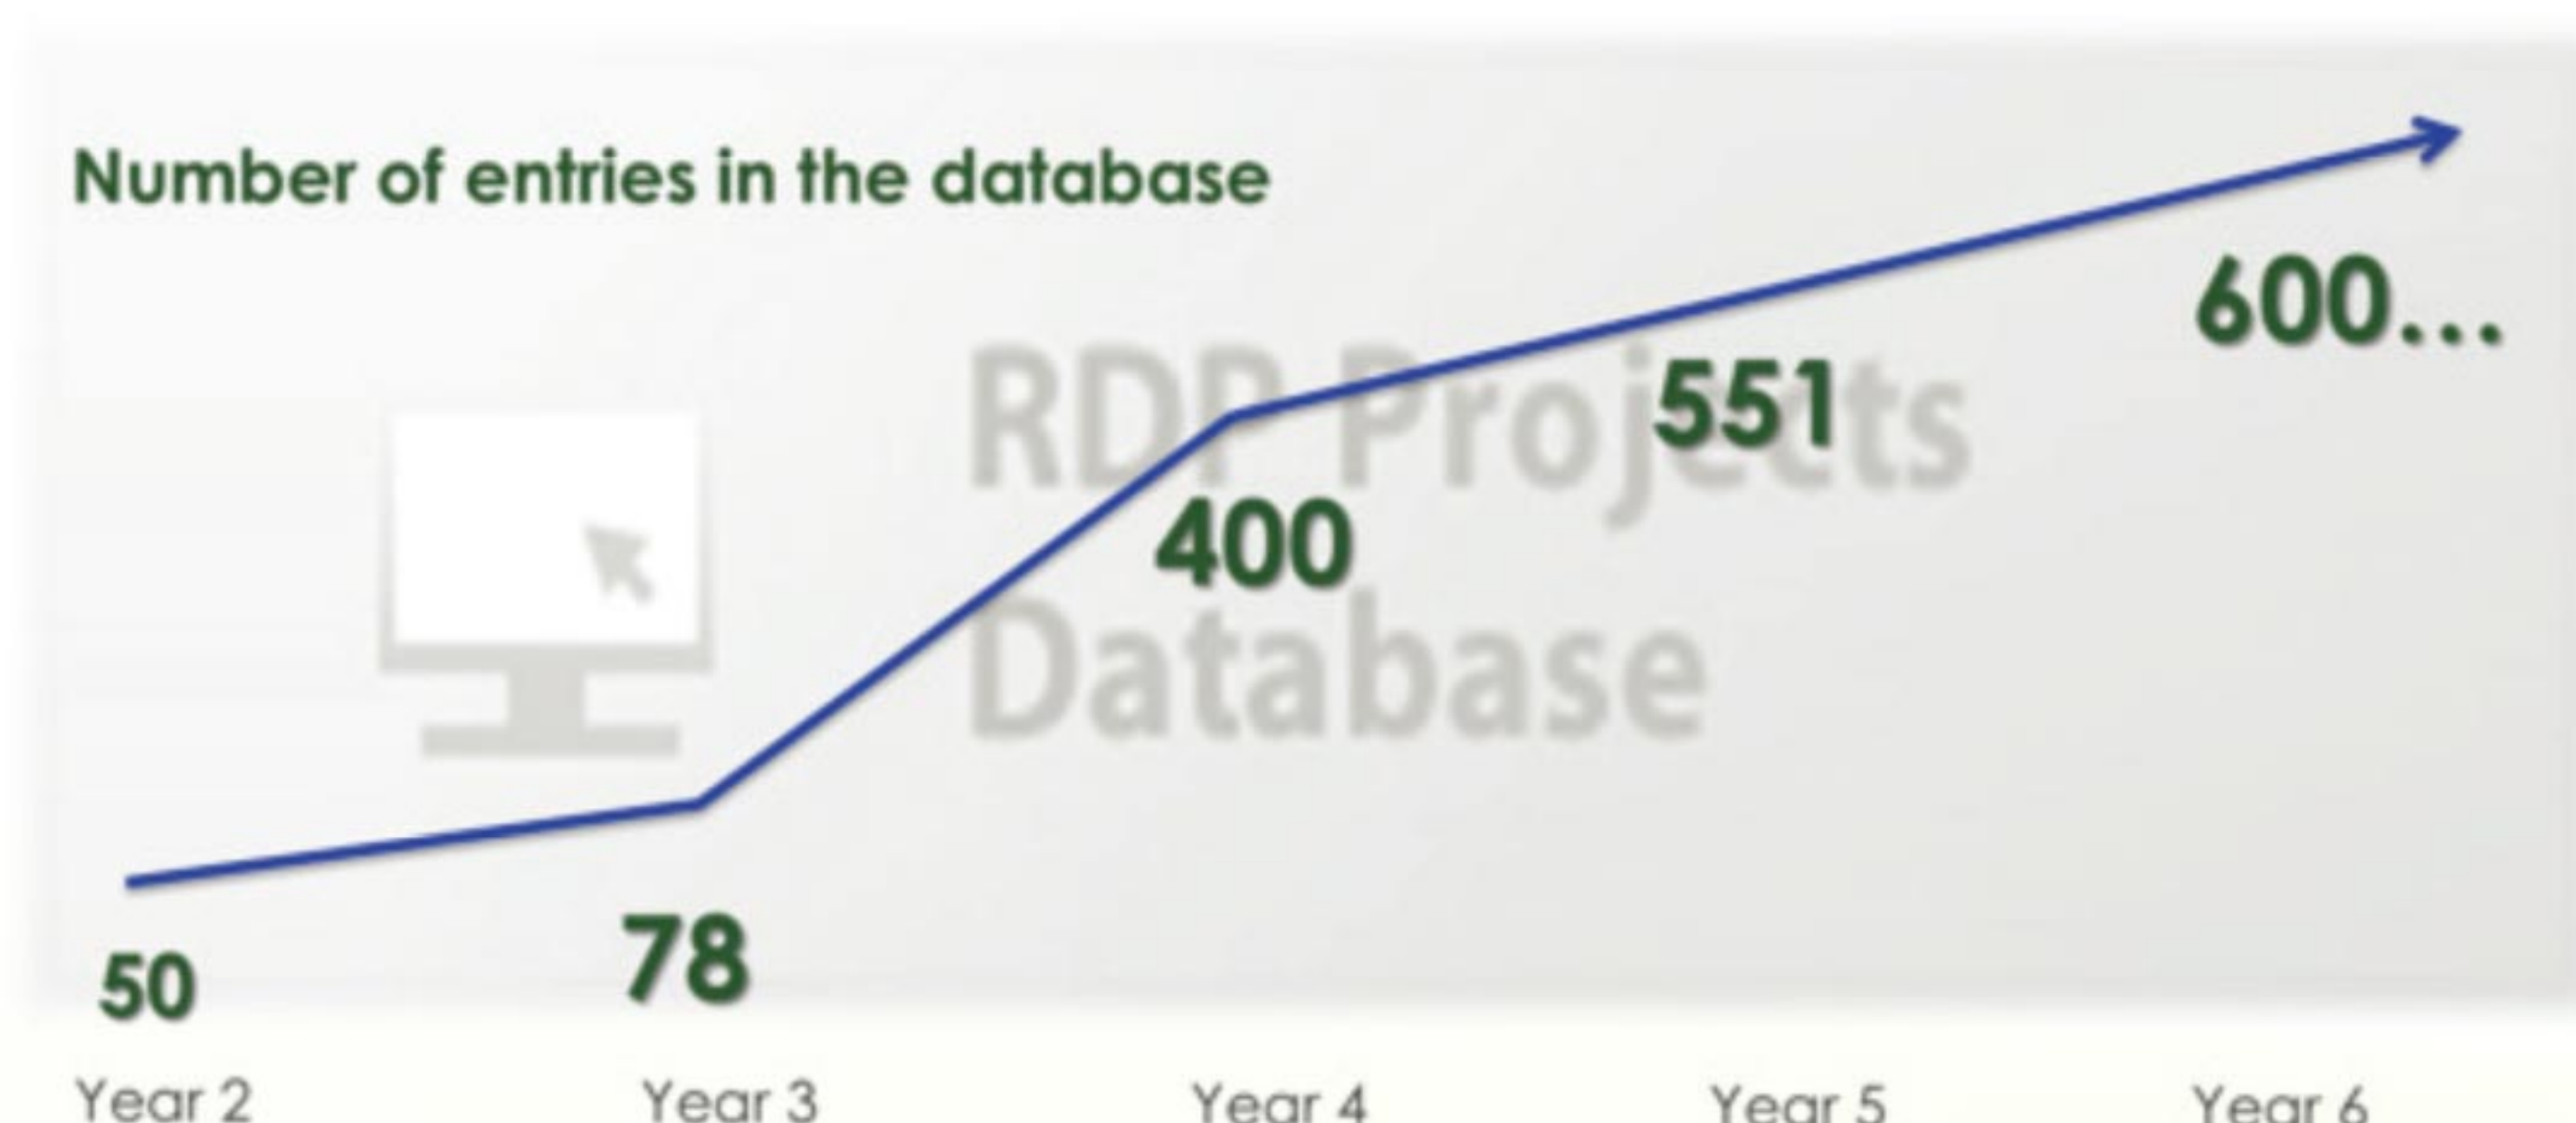 Number of entries in the database
600...
RDP Projects
551
400
Database
78
50
Year 2 Year 3 Year 4 Year 5 Year 6